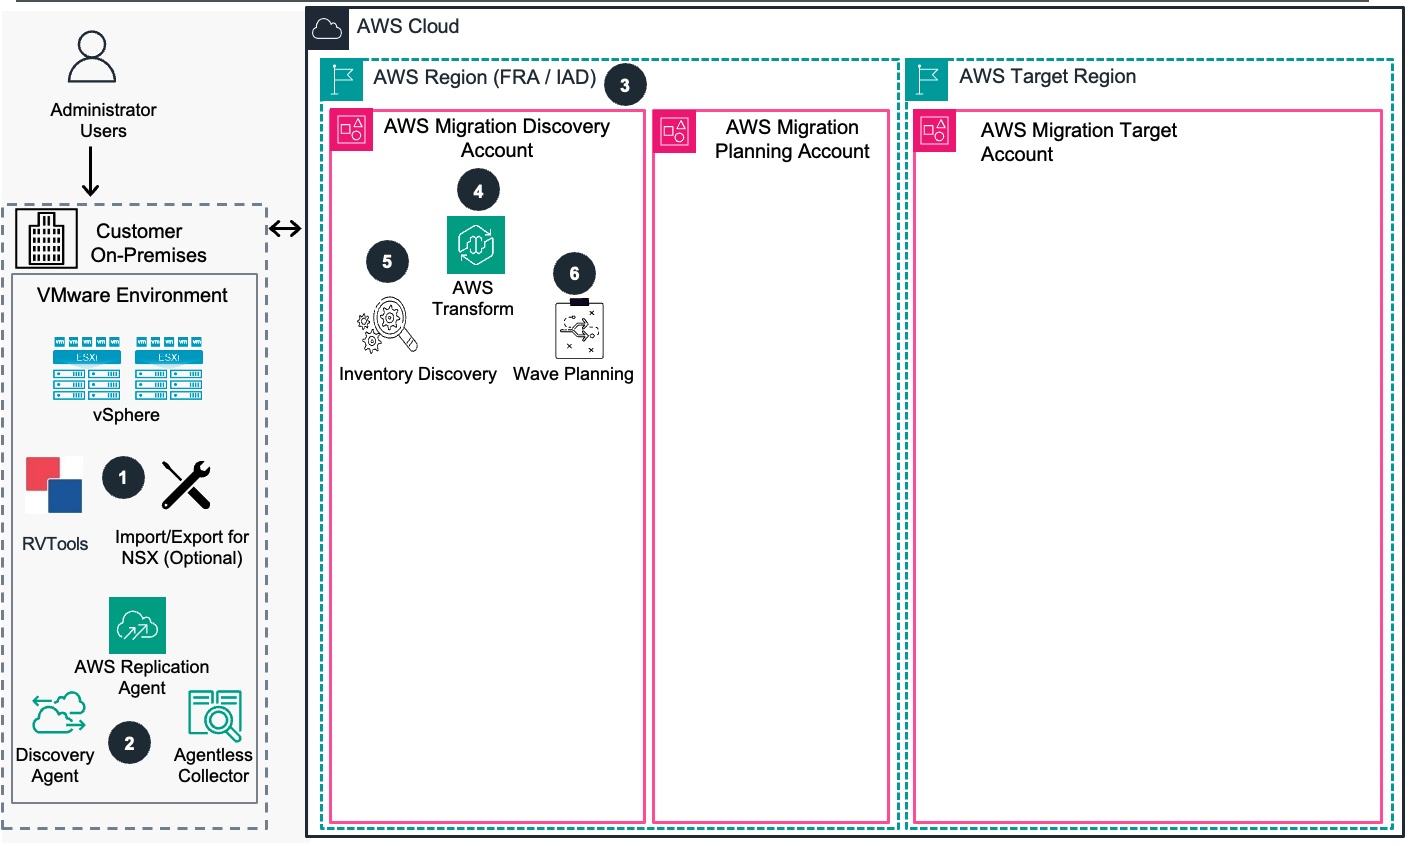 Administrator
Users
Customer
On-Premises
VMware Environment
vm vm vm vm vm
vm vm vm vm vm
ESXi
ESXi
vSphere
1
RVTools
Import/Export for
NSX (Optional)
AWS Replication
Agent
2
Discovery
Agent
Agentless
Collector
AWS Cloud
AWS Region (FRA / IAD)
3
AWS Migration Discovery
Account
4
AWS
Transform
5
Inventory Discovery
6
Wave Planning
AWS Migration
Planning Account
AWS Target Region
AWS Migration Target
Account